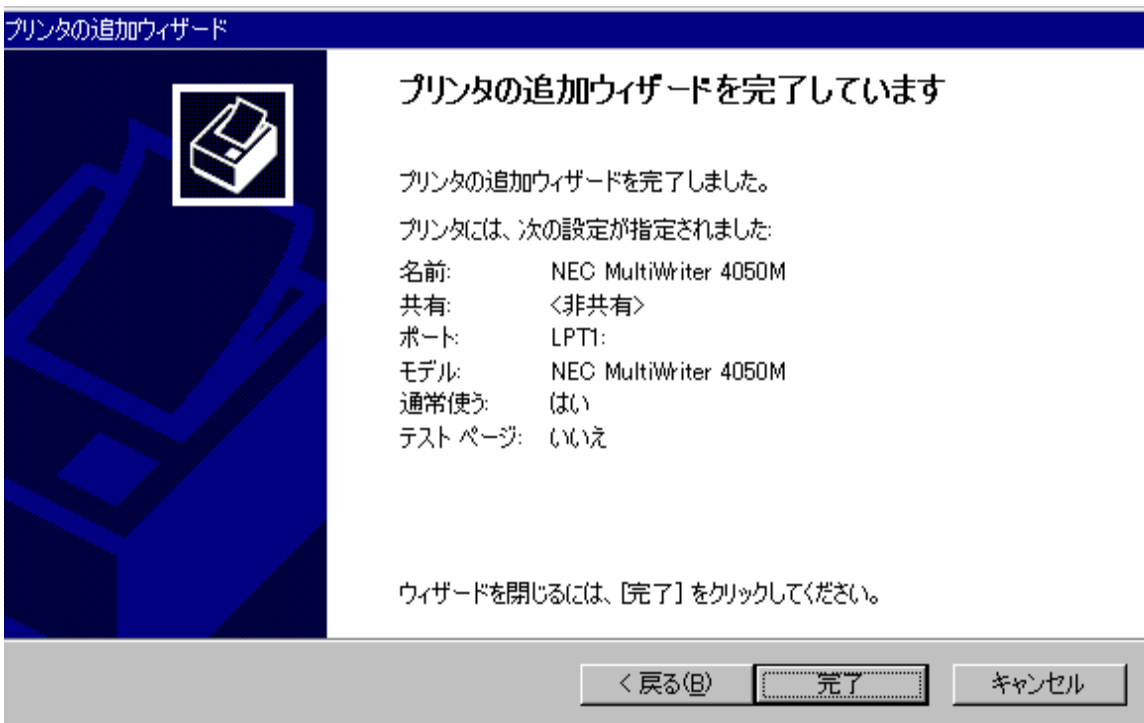 プリンタの追加ウィザード
プリンタの追加ウィザードを完了しています
プリンタの追加ウィザードを完了しました。
プリンタには、次の設定が指定されました:
名前: NEC MultiWriter 4050M
共有: <非共有>
ポート: LPT1:
モデル: NEC MultiWriter 4050M
通常使う: はい
テスト ページ: いいえ
ウィザードを閉じるには、[完了] をクリックしてください。
< 戻る(B) 完了 キャンセル